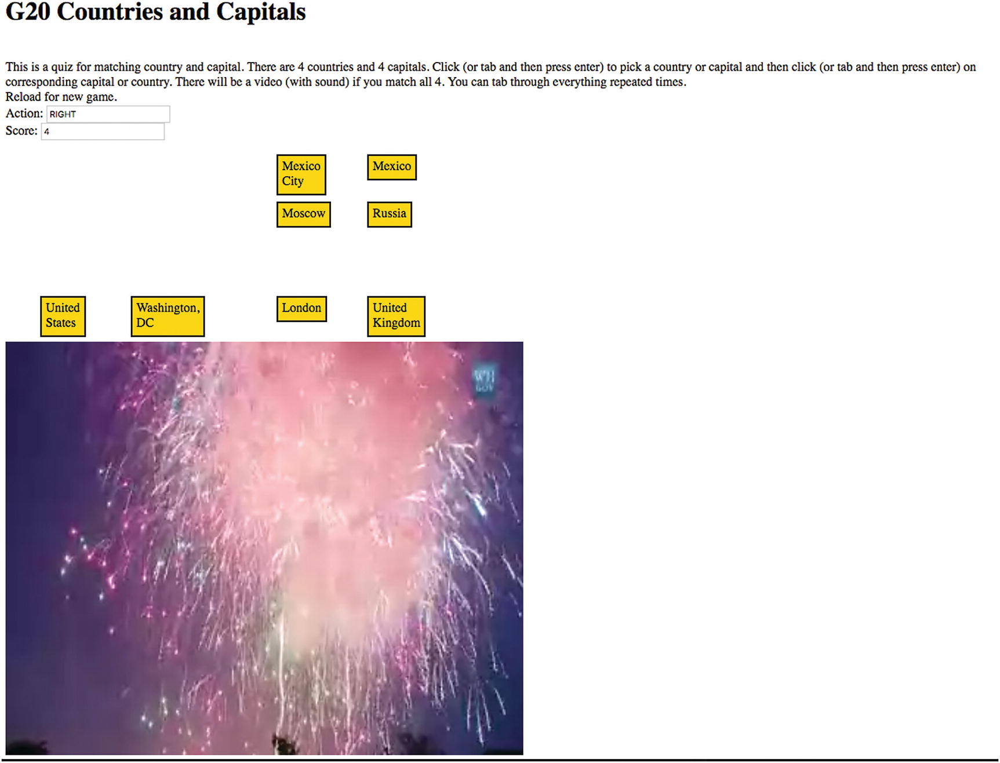 G20 Countries and Capitals
This is a quiz for matching country and capital. There are 4 countries and 4 capitals. Click (or tab and then press enter) to pick a country or capital and then click (or tab and then press enter) on
corresponding capital or country. There will be a video (with sound) if you match all 4. You can tab through everything repeated times.
Reload for new game.
Action: RIGHT
Score: 4
Mexico
City
Mexico
Moscow
Russia
United
States
Washington,
DC
London
United
Kingdom
WH
GOV